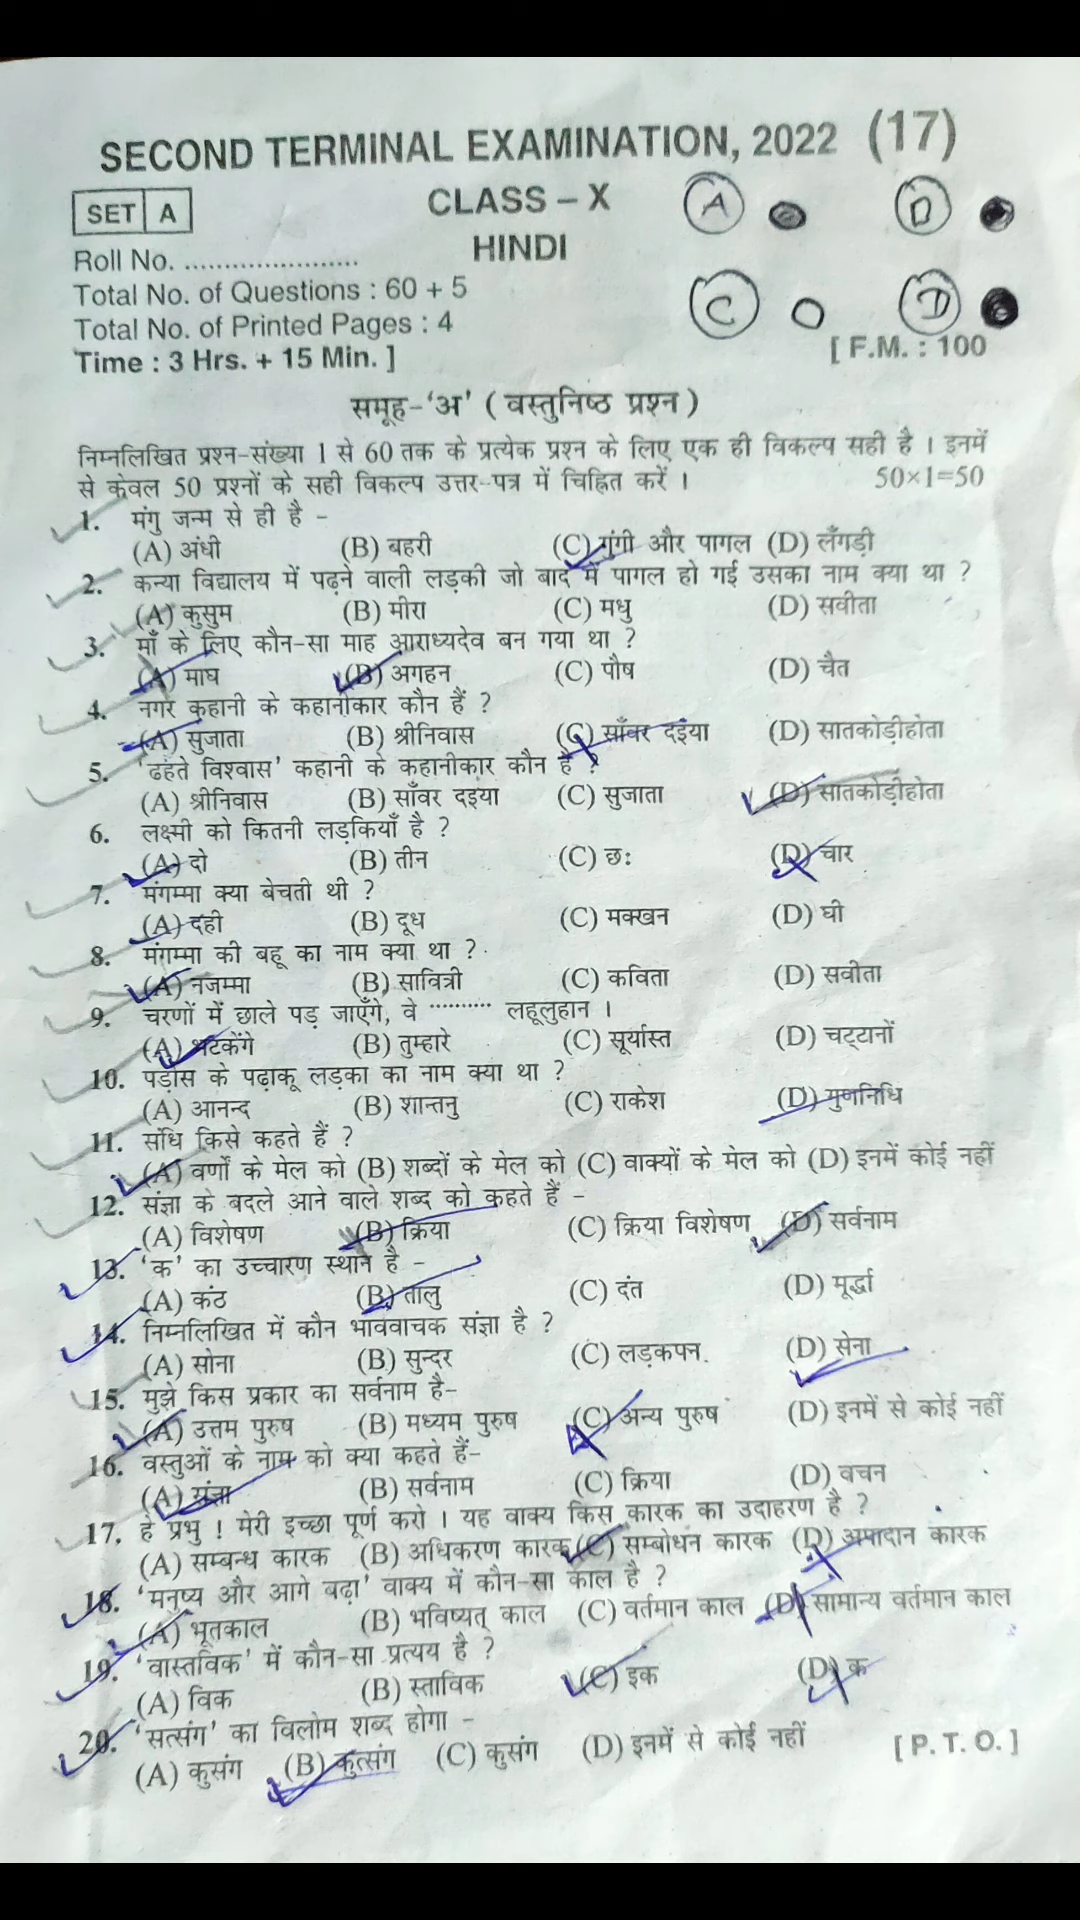 SECOND TERMINAL EXAMINATION, 2022 (17)
SET A
CLASS – X
HINDI
A D
C D
Roll No. ......................
Total No. of Questions : 60 + 5
Total No. of Printed Pages : 4
Time : 3 Hrs. + 15 Min. ]
[ F.M. : 100
समूह-‘अ’ ( वस्तुनिष्ठ प्रश्न )
निम्नलिखित प्रश्न-संख्या 1 से 60 तक के प्रत्येक प्रश्न के लिए एक ही विकल्प सही है । इनमें
से केवल 50 प्रश्नों के सही विकल्प उत्तर-पत्र में चिह्नित करें । 50×1=50
1. मंगु जन्म से ही है –
(A) अंधी (B) बहरी (C) गूंगी और पागल (D) लँगड़ी
2. कन्या विद्यालय में पढ़ने वाली लड़की जो बाद में पागल हो गई उसका नाम क्या था ?
(A) कुसुम (B) मीरा (C) मधु (D) सवीता
3. माँ के लिए कौन-सा माह आराध्यदेव बन गया था ?
(A) माघ (B) अगहन (C) पौष (D) चैत
4. नगर कहानी के कहानीकार कौन हैं ?
(A) सुजाता (B) श्रीनिवास (C) साँवर दइया (D) सातकोड़ीहोता
5. ‘ढहते विश्वास’ कहानी के कहानीकार कौन है ?
(A) श्रीनिवास (B) साँवर दइया (C) सुजाता (D) सातकोड़ीहोता
6. लक्ष्मी को कितनी लड़कियाँ है ?
(A) दो (B) तीन (C) छः (D) चार
7. मंगम्मा क्या बेचती थी ?
(A) दही (B) दूध (C) मक्खन (D) घी
8. मंगम्मा की बहू का नाम क्या था ?
(A) नजम्मा (B) सावित्री (C) कविता (D) सवीता
9. चरणों में छाले पड़ जाएँगे, वे .......... लहूलुहान ।
(A) भटकेंगे (B) तुम्हारे (C) सूर्यास्त (D) चट्टानों
10. पड़ोस के पढ़ाकू लड़का का नाम क्या था ?
(A) आनन्द (B) शान्तनु (C) राकेश (D) गुणनिधि
11. संधि किसे कहते हैं ?
(A) वर्णों के मेल को (B) शब्दों के मेल को (C) वाक्यों के मेल को (D) इनमें कोई नहीं
12. संज्ञा के बदले आने वाले शब्द को कहते हैं –
(A) विशेषण (B) क्रिया (C) क्रिया विशेषण (D) सर्वनाम
13. ‘क’ का उच्चारण स्थान है –
(A) कंठ (B) तालु (C) दंत (D) मूर्द्धा
14. निम्नलिखित में कौन भाववाचक संज्ञा है ?
(A) सोना (B) सुन्दर (C) लड़कपन. (D) सेना
15. मुझे किस प्रकार का सर्वनाम है–
(A) उत्तम पुरुष (B) मध्यम पुरुष (C) अन्य पुरुष (D) इनमें से कोई नहीं
16. वस्तुओं के नाम को क्या कहते हैं–
(A) संज्ञा (B) सर्वनाम (C) क्रिया (D) वचन
17. हे प्रभु ! मेरी इच्छा पूर्ण करो । यह वाक्य किस कारक का उदाहरण है ?
(A) सम्बन्ध कारक (B) अधिकरण कारक (C) सम्बोधन कारक (D) अपादान कारक
18. ‘मनुष्य और आगे बढ़ा’ वाक्य में कौन-सा काल है ?
(A) भूतकाल (B) भविष्यत् काल (C) वर्तमान काल (D) सामान्य वर्तमान काल
19. ‘वास्तविक’ में कौन-सा प्रत्यय है ?
(A) विक (B) स्ताविक (C) इक (D) क
20. ‘सत्संग’ का विलोम शब्द होगा –
(A) कुसंग (B) कुत्संग (C) कुसंग (D) इनमें से कोई नहीं
[ P. T. O. ]